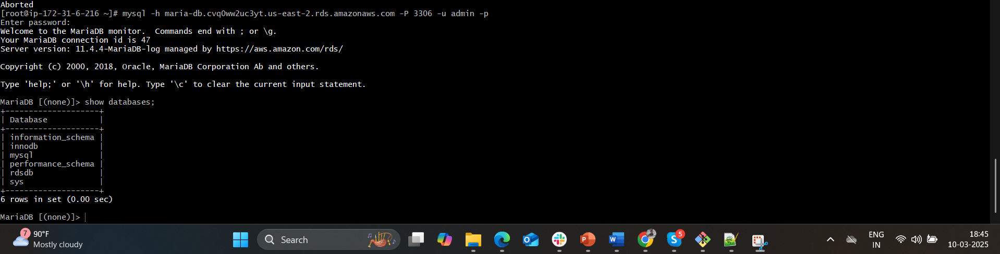 Aborted
[root@ip-172-31-6-216 ~]# mysql -h maria-db.cvq0ww2uc3yt.us-east-2.rds.amazonaws.com -P 3306 -u admin -p
Enter password:
Welcome to the MariaDB monitor.  Commands end with ; or \g.
Your MariaDB connection id is 47
Server version: 11.4.4-MariaDB-log managed by https://aws.amazon.com/rds/
Copyright (c) 2000, 2018, Oracle, MariaDB Corporation Ab and others.
Type 'help;' or '\h' for help. Type '\c' to clear the current input statement.
MariaDB [(none)]> show databases;
+--------------------+
| Database           |
+--------------------+
| information_schema |
| innodb             |
| mysql              |
| performance_schema |
| rdsdb              |
| sys                |
+--------------------+
6 rows in set (0.00 sec)
MariaDB [(none)]>
7
90°F
Mostly cloudy
Search
5
ENG
IN
18:45
10-03-2025